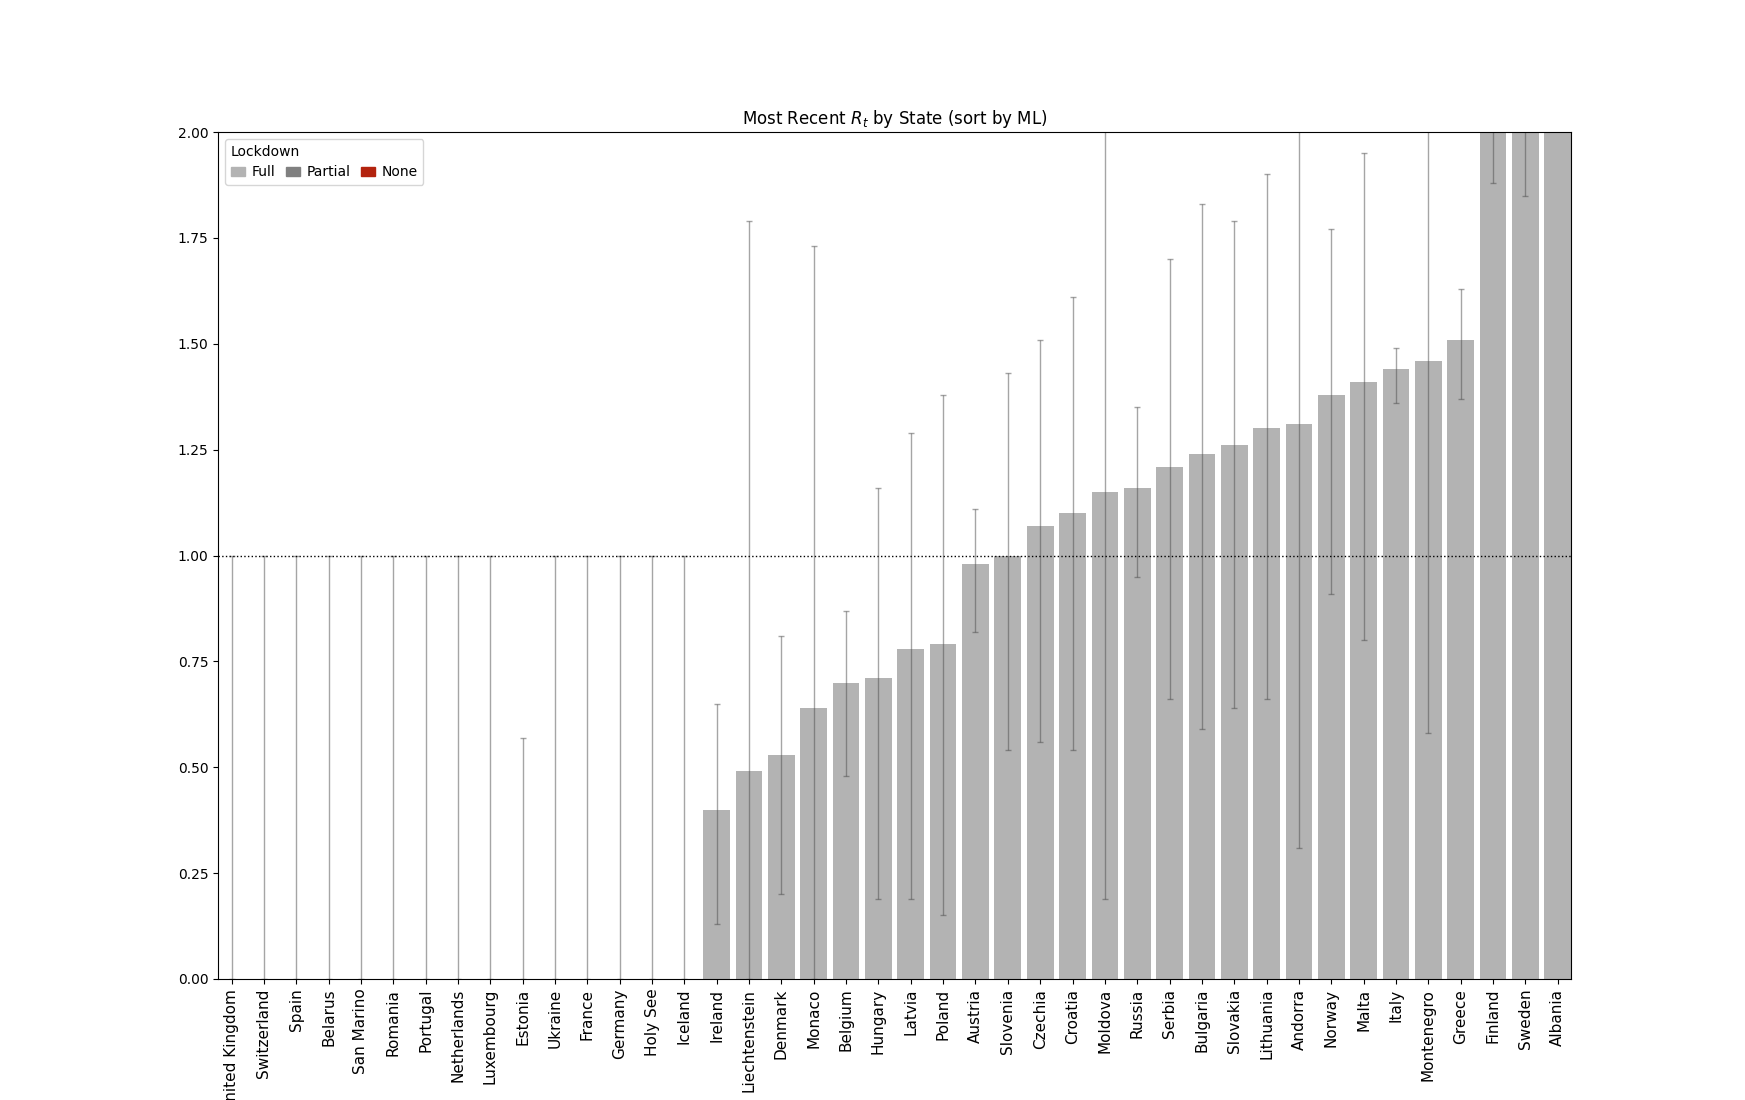 Most Recent Rt by State (sort by ML)
2.00
Lockdown
Full Partial None
1.75
1.50
1.25
1.00
0.75
0.50
0.25
0.00
nited Kingdom
Switzerland
Spain
Belarus
San Marino
Romania
Portugal
Netherlands
Luxembourg
Estonia
Ukraine
France
Germany
Holy See
Iceland
Ireland
Liechtenstein
Denmark
Monaco
Belgium
Hungary
Latvia
Poland
Austria
Slovenia
Czechia
Croatia
Moldova
Russia
Serbia
Bulgaria
Slovakia
Lithuania
Andorra
Norway
Malta
Italy
Montenegro
Greece
Finland
Sweden
Albania